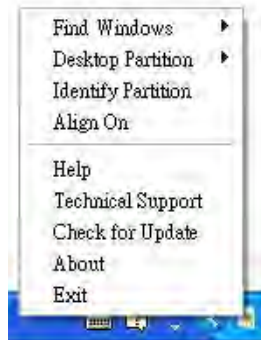 Find Windows
Desktop Partition
Identify Partition
Align On
Help
Technical Support
Check for Update
About
Exit